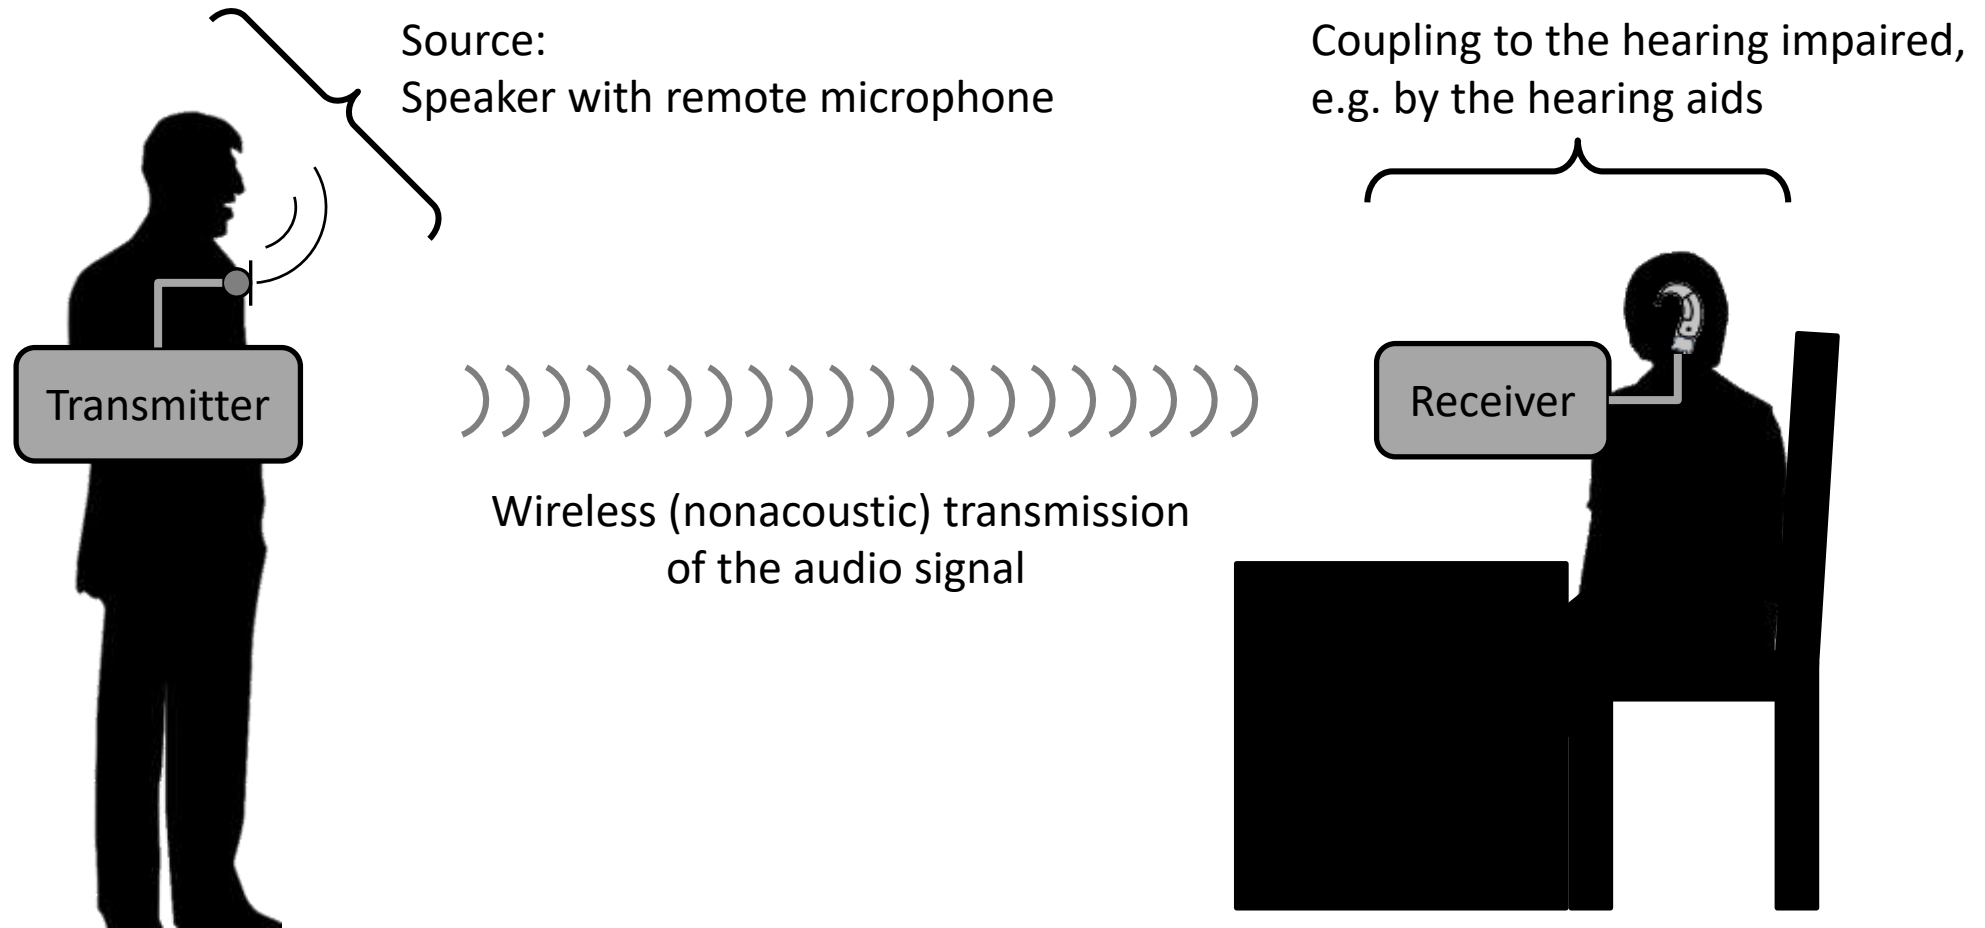 Source:
Speaker with remote microphone
Coupling to the hearing impaired,
e.g. by the hearing aids
Transmitter
Receiver
Wireless (nonacoustic) transmission
of the audio signal